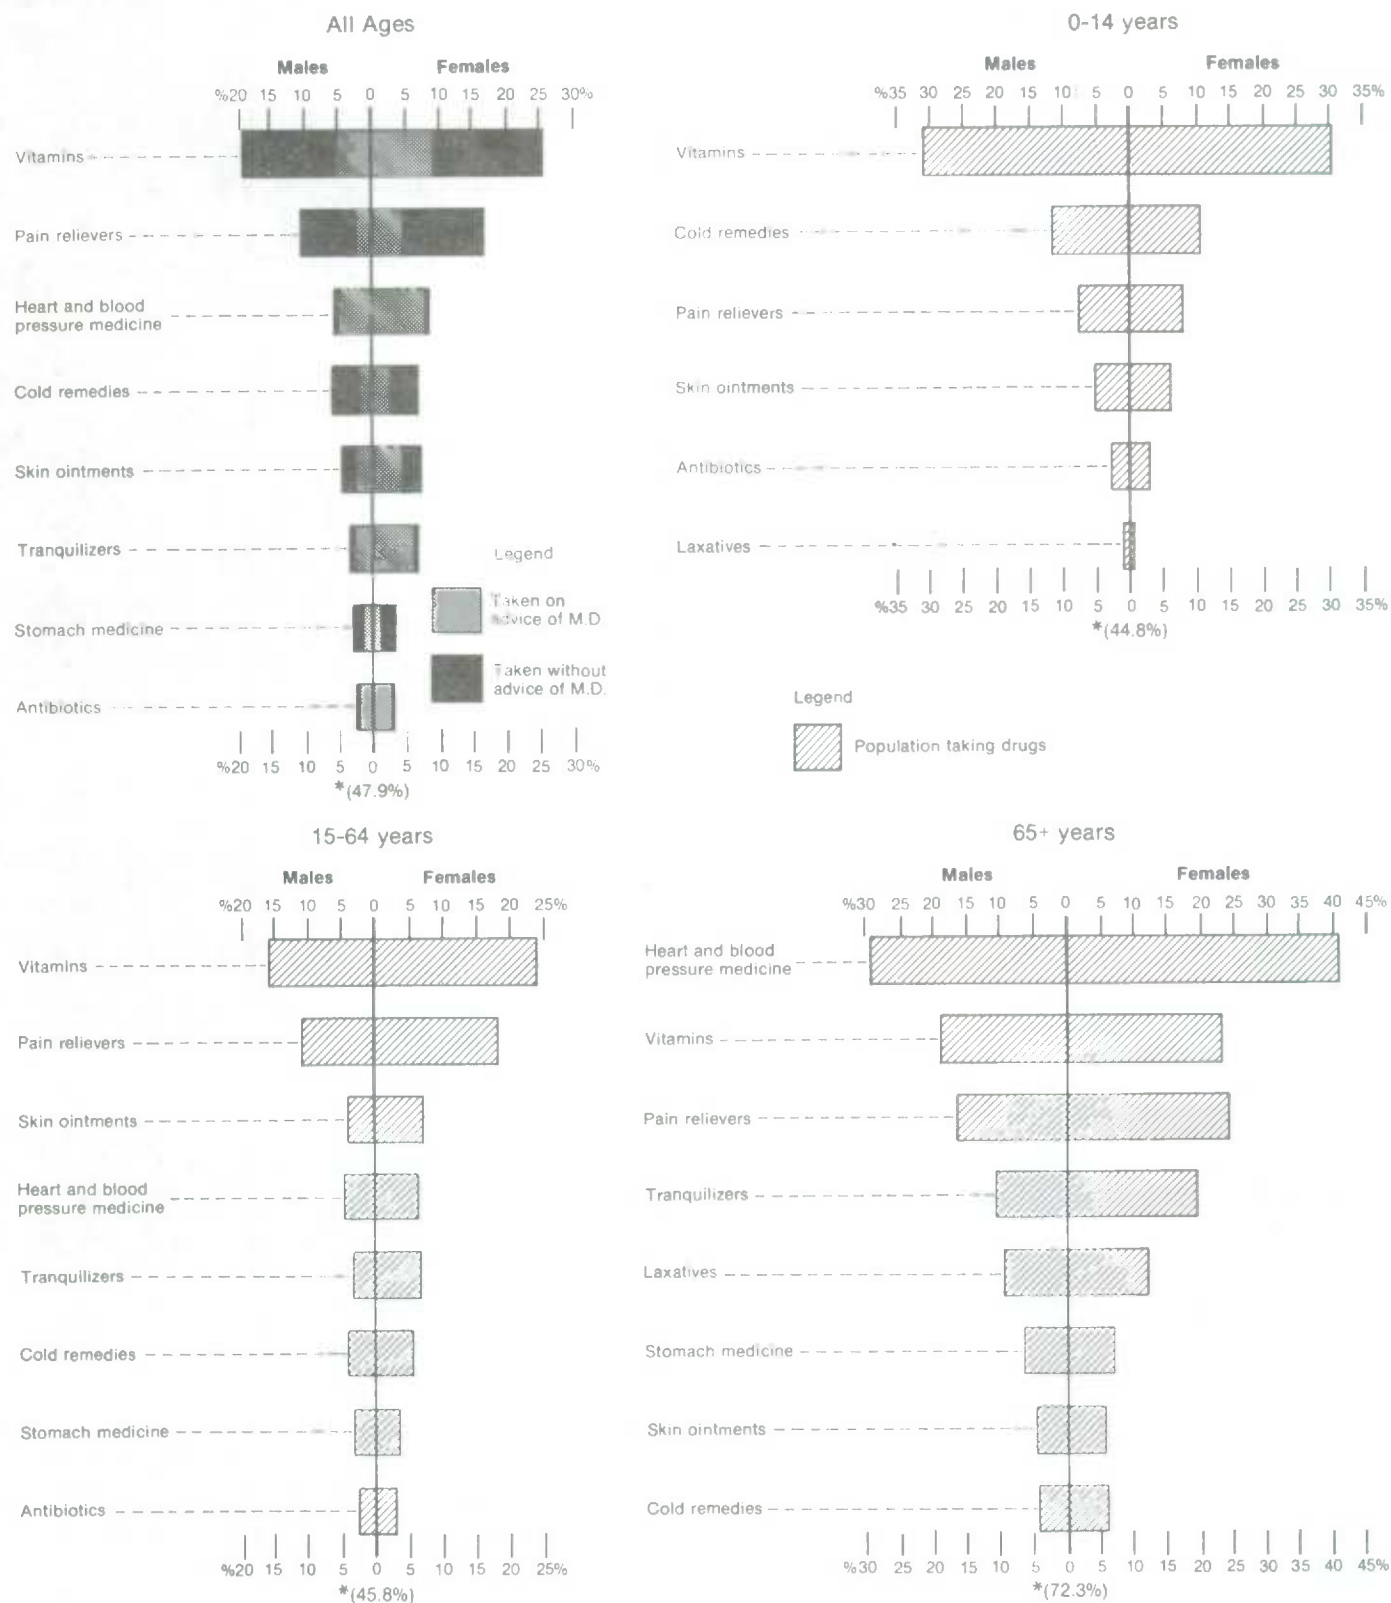 All Ages
Males Females
%20 15 10 5 0 5 10 15 20 25 30%
Vitamins
Pain relievers
Heart and blood
pressure medicine
Cold remedies
Skin ointments
Tranquilizers
Stomach medicine
Antibiotics
Legend
Taken on
advice of M.D.
Taken without
advice of M.D.
%20 15 10 5 0 5 10 15 20 25 30%
*(47.9%)
0-14 years
Males Females
%35 30 25 20 15 10 5 0 5 10 15 20 25 30 35%
Vitamins
Cold remedies
Pain relievers
Skin ointments
Antibiotics
Laxatives
%35 30 25 20 15 10 5 0 5 10 15 20 25 30 35%
*(44.8%)
Legend
Population taking drugs
15-64 years
Males Females
%20 15 10 5 0 5 10 15 20 25%
Vitamins
Pain relievers
Skin ointments
Heart and blood
pressure medicine
Tranquilizers
Cold remedies
Stomach medicine
Antibiotics
%20 15 10 5 0 5 10 15 20 25%
*(45.8%)
65+ years
Males Females
%30 25 20 15 10 5 0 5 10 15 20 25 30 35 40 45%
Heart and blood
pressure medicine
Vitamins
Pain relievers
Tranquilizers
Laxatives
Stomach medicine
Skin ointments
Cold remedies
%30 25 20 15 10 5 0 5 10 15 20 25 30 35 40 45%
*(72.3%)